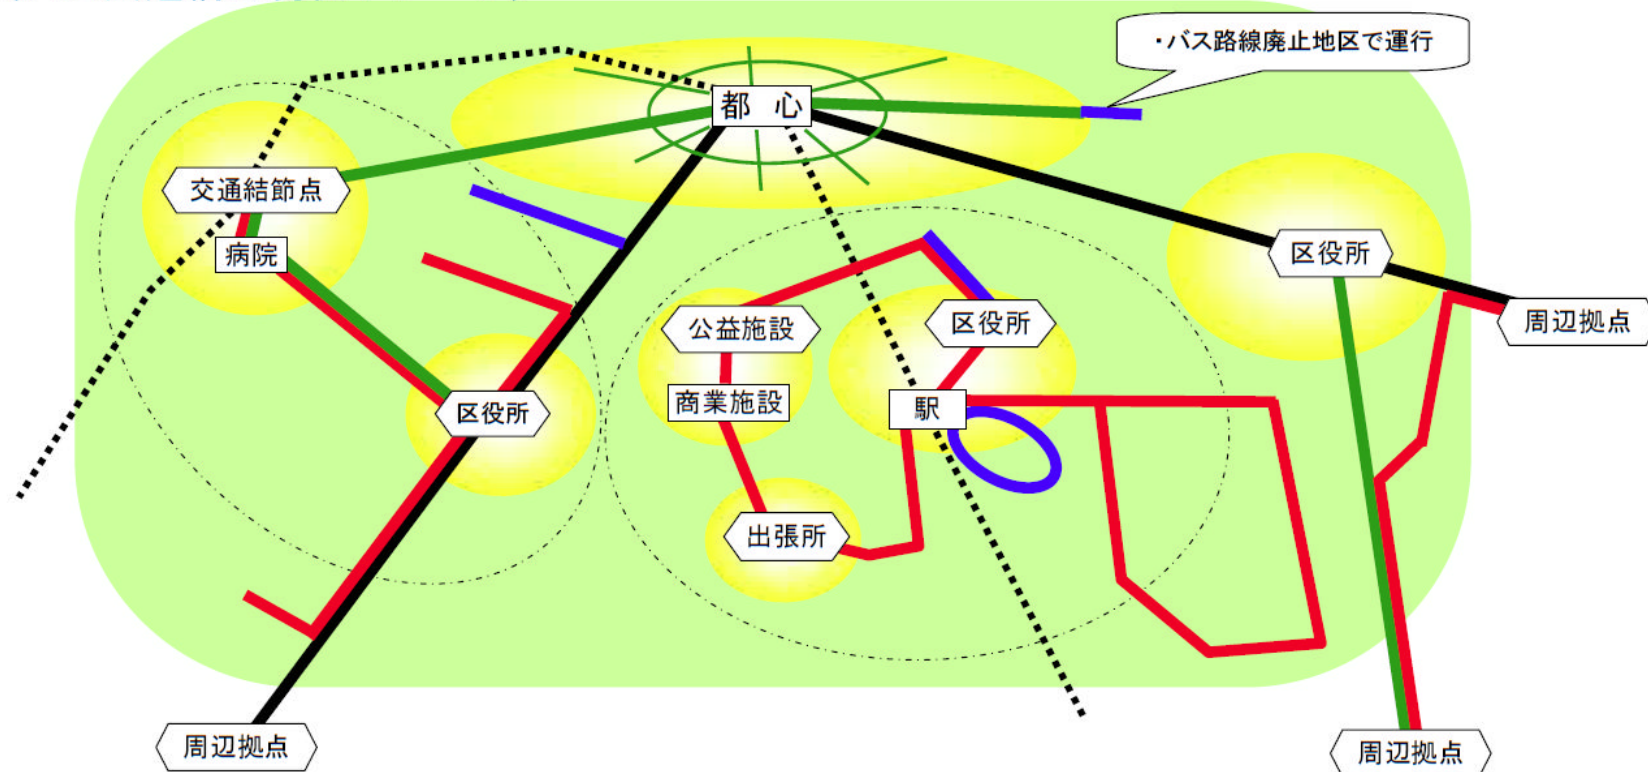 ・バス路線廃止地区で運行
都 心
交通結節点
病院
区役所
公益施設
区役所
周辺拠点
商業施設
駅
区役所
出張所
周辺拠点
周辺拠点